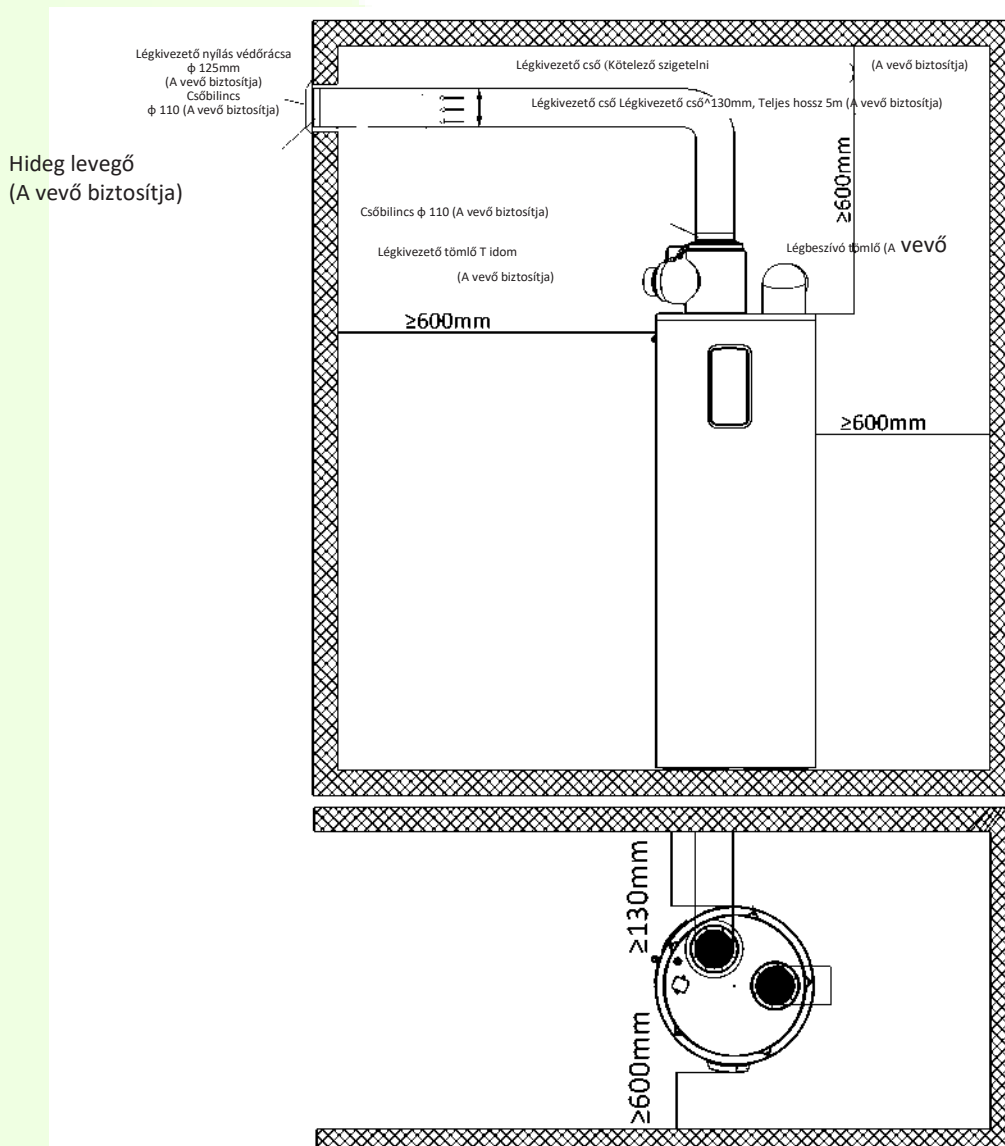 Légkivezető nyílás védőrácsa
ϕ 125mm
(A vevő biztosítja)
Csőbilincs
ϕ 110 (A vevő biztosítja)
Légkivezető cső (Kötelező szigetelni
(A vevő biztosítja)
Légkivezető cső Légkivezető cső^130mm, Teljes hossz 5m (A vevő biztosítja)
Hideg levegő
(A vevő biztosítja)
≥600mm
Csőbilincs ϕ 110 (A vevő biztosítja)
Légkivezető tömlő T idom
(A vevő biztosítja)
Légbeszívó tömlő (A vevő
≥600mm
≥600mm
≥130mm
≥600mm